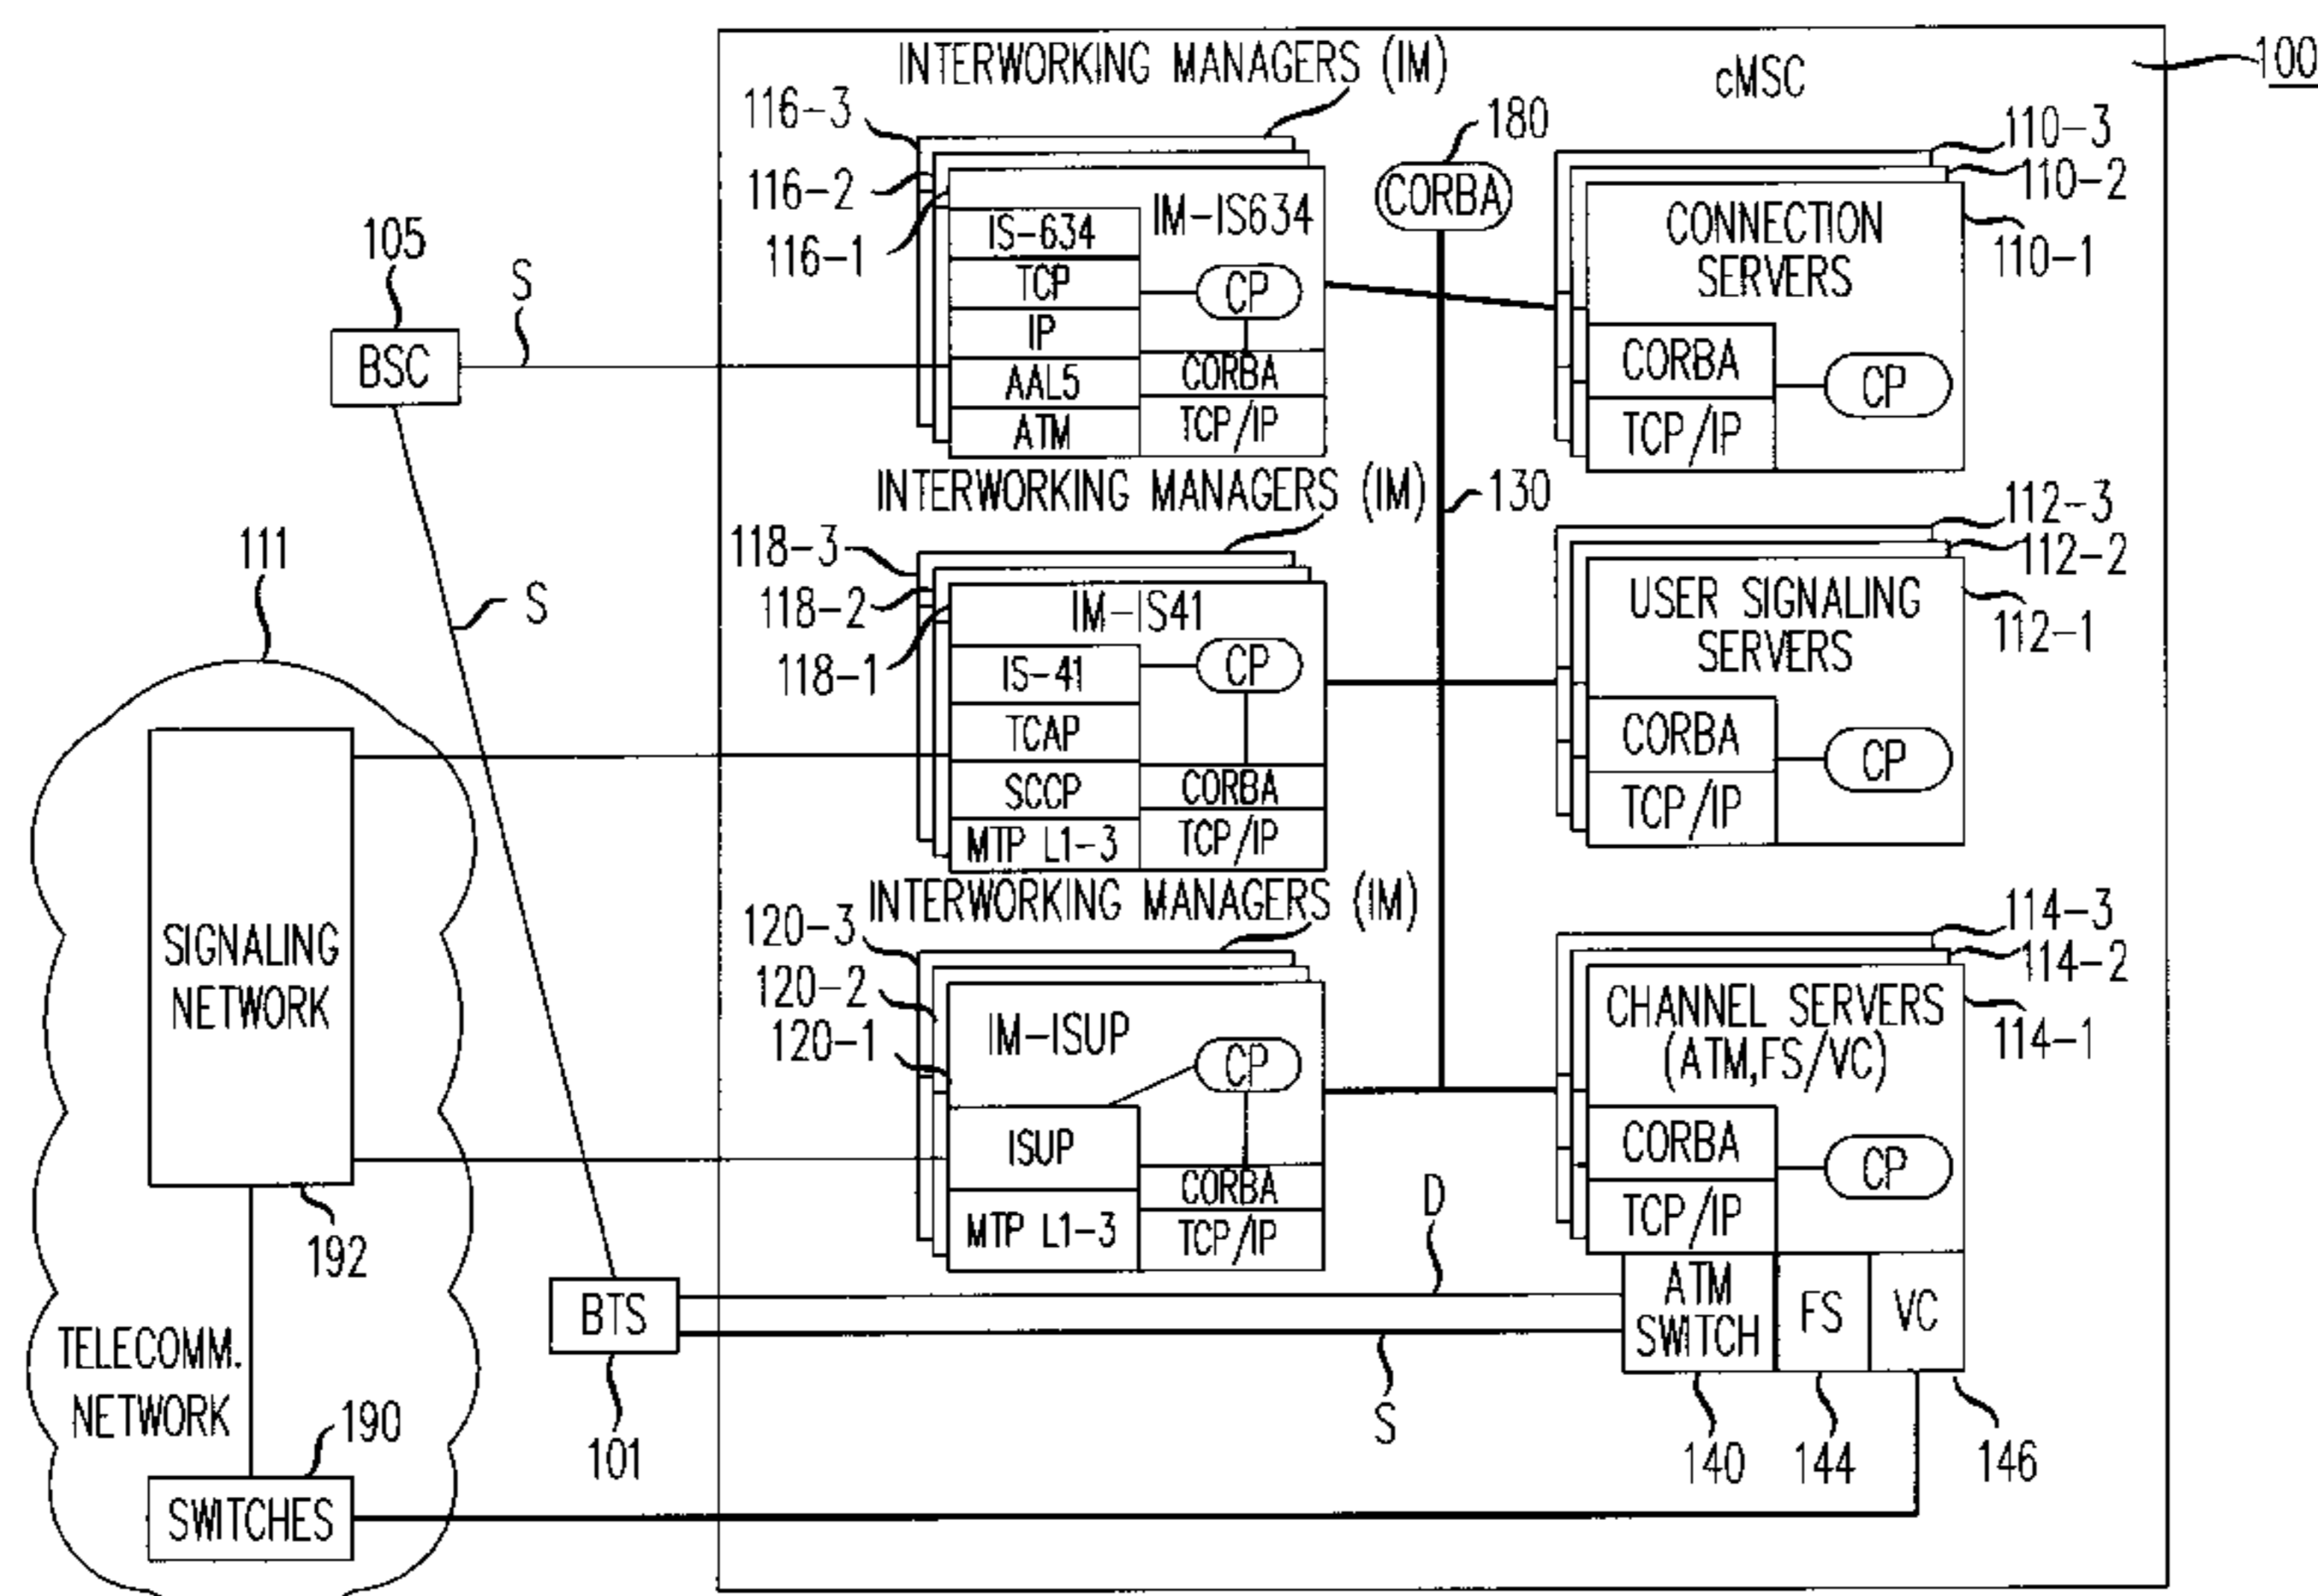 INTERWORKING MANAGERS (IM)
cMSC
100
116-3
116-2
116-1
IM-IS634
IS-634
TCP
IP
AAL5
ATM
CP
CORBA
TCP/IP
180
CORBA
110-3
110-2
110-1
CONNECTION
SERVERS
CORBA
TCP/IP
CP
105
BSC
S
S
INTERWORKING MANAGERS (IM)
130
118-3
118-2
118-1
IM-IS41
IS-41
TCAP
SCCP
MTP L1-3
CP
CORBA
TCP/IP
112-3
112-2
112-1
USER SIGNALING
SERVERS
CORBA
TCP/IP
CP
111
SIGNALING
NETWORK
192
INTERWORKING MANAGERS (IM)
120-3
120-2
120-1
IM-ISUP
ISUP
MTP L1-3
CP
CORBA
TCP/IP
114-3
114-2
114-1
CHANNEL SERVERS
(ATM,FS/VC)
CORBA
TCP/IP
CP
D
BTS
101
S
ATM
SWITCH
FS
VC
140
144
146
TELECOMM.
NETWORK
190
SWITCHES